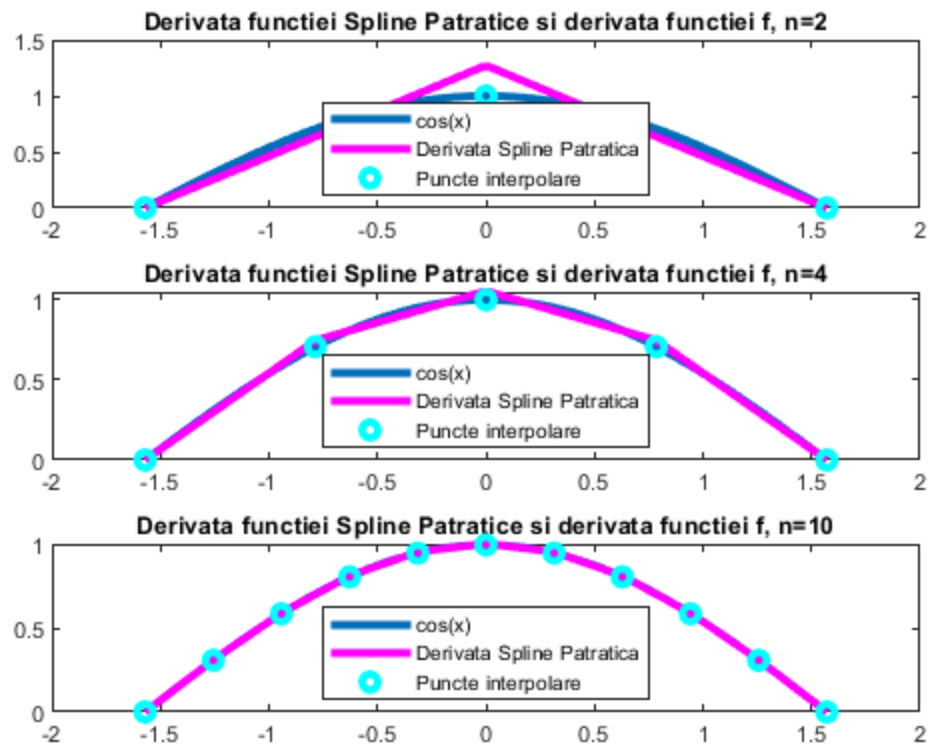 Derivata functiei Spline Patratice si derivata functiei f, n=2
1.5
1
0.5
0
cos(x)
Derivata Spline Patratica
Puncte interpolare
-2 -1.5 -1 -0.5 0 0.5 1 1.5 2
Derivata functiei Spline Patratice si derivata functiei f, n=4
1
0.5
0
cos(x)
Derivata Spline Patratica
Puncte interpolare
-2 -1.5 -1 -0.5 0 0.5 1 1.5 2
Derivata functiei Spline Patratice si derivata functiei f, n=10
1
0.5
0
cos(x)
Derivata Spline Patratica
Puncte interpolare
-2 -1.5 -1 -0.5 0 0.5 1 1.5 2